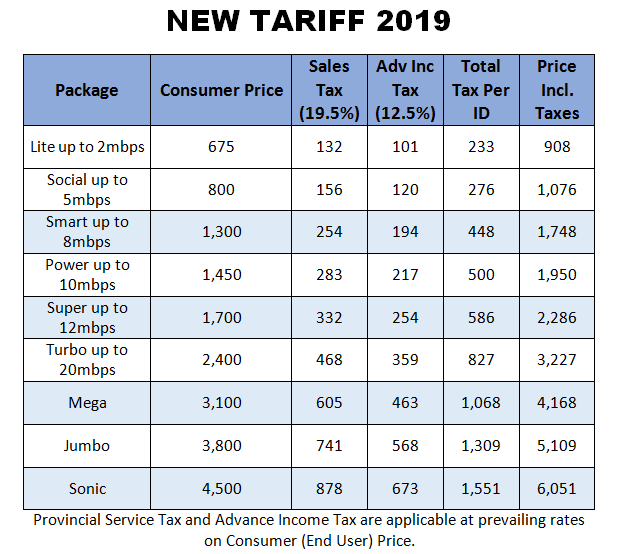 NEW TARIFF 2019
Package Consumer Price Sales Tax (19.5%) Adv Inc Tax (12.5%) Total Tax Per ID Price Incl. Taxes
Lite up to 2mbps 675 132 101 233 908
Social up to 5mbps 800 156 120 276 1,076
Smart up to 8mbps 1,300 254 194 448 1,748
Power up to 10mbps 1,450 283 217 500 1,950
Super up to 12mbps 1,700 332 254 586 2,286
Turbo up to 20mbps 2,400 468 359 827 3,227
Mega 3,100 605 463 1,068 4,168
Jumbo 3,800 741 568 1,309 5,109
Sonic 4,500 878 673 1,551 6,051
Provincial Service Tax and Advance Income Tax are applicable at prevailing rates
on Consumer (End User) Price.